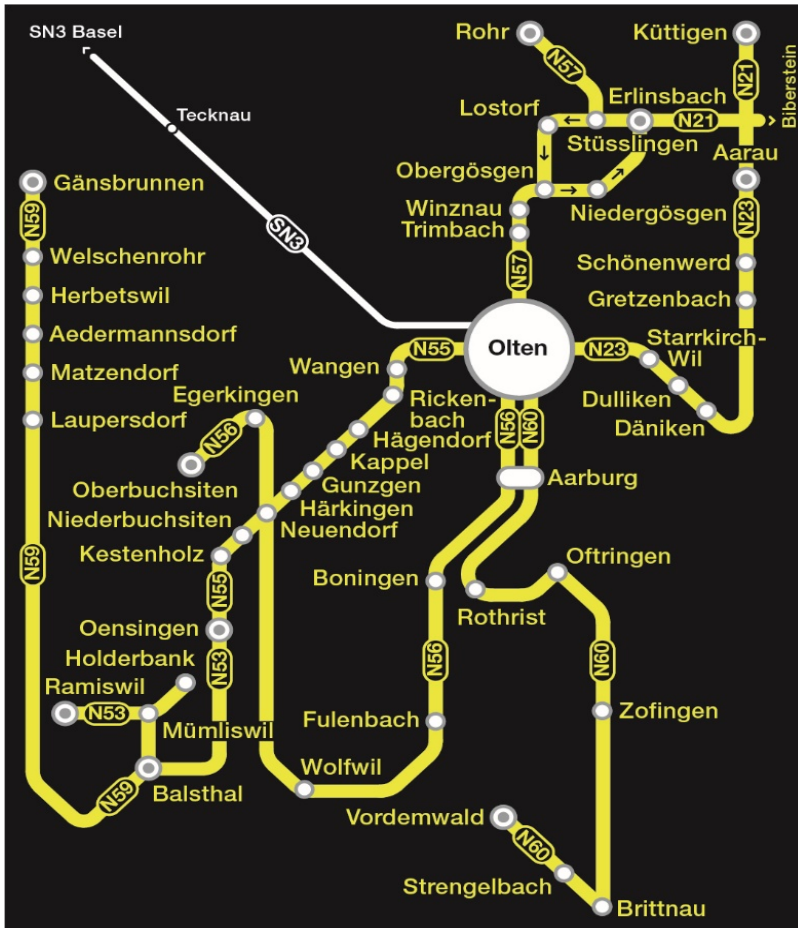 SN3 Basel
Tecknau
SN3
Rohr
Küttigen
N57
N21
Erlinsbach
Lostorf
N21
Biberstein
Stüsslingen
Aarau
Obergösgen
Niedergösgen
Winznau
Trimbach
N23
N57
Schönenwerd
Gretzenbach
Gänsbrunnen
N59
Welschenrohr
Herbetswil
Aedermannsdorf
Matzendorf
Laupersdorf
N59
Olten
N55
N23
Starrkirch-
Wil
Dulliken
Däniken
Wangen
Egerkingen
Ricken-
bach
N56
N60
N56
Hägendorf
Kappel
Aarburg
Oberbuchsiten
Gunzgen
Niederbuchsiten
Härkingen
Neuendorf
Kestenholz
Boningen
Oftringen
N55
Rothrist
Oensingen
N53
N56
N60
Holderbank
Ramiswil
N53
Mümliswil
Fulenbach
Zofingen
N59
Balsthal
Wolfwil
Vordemwald
N60
Strengelbach
Brittnau